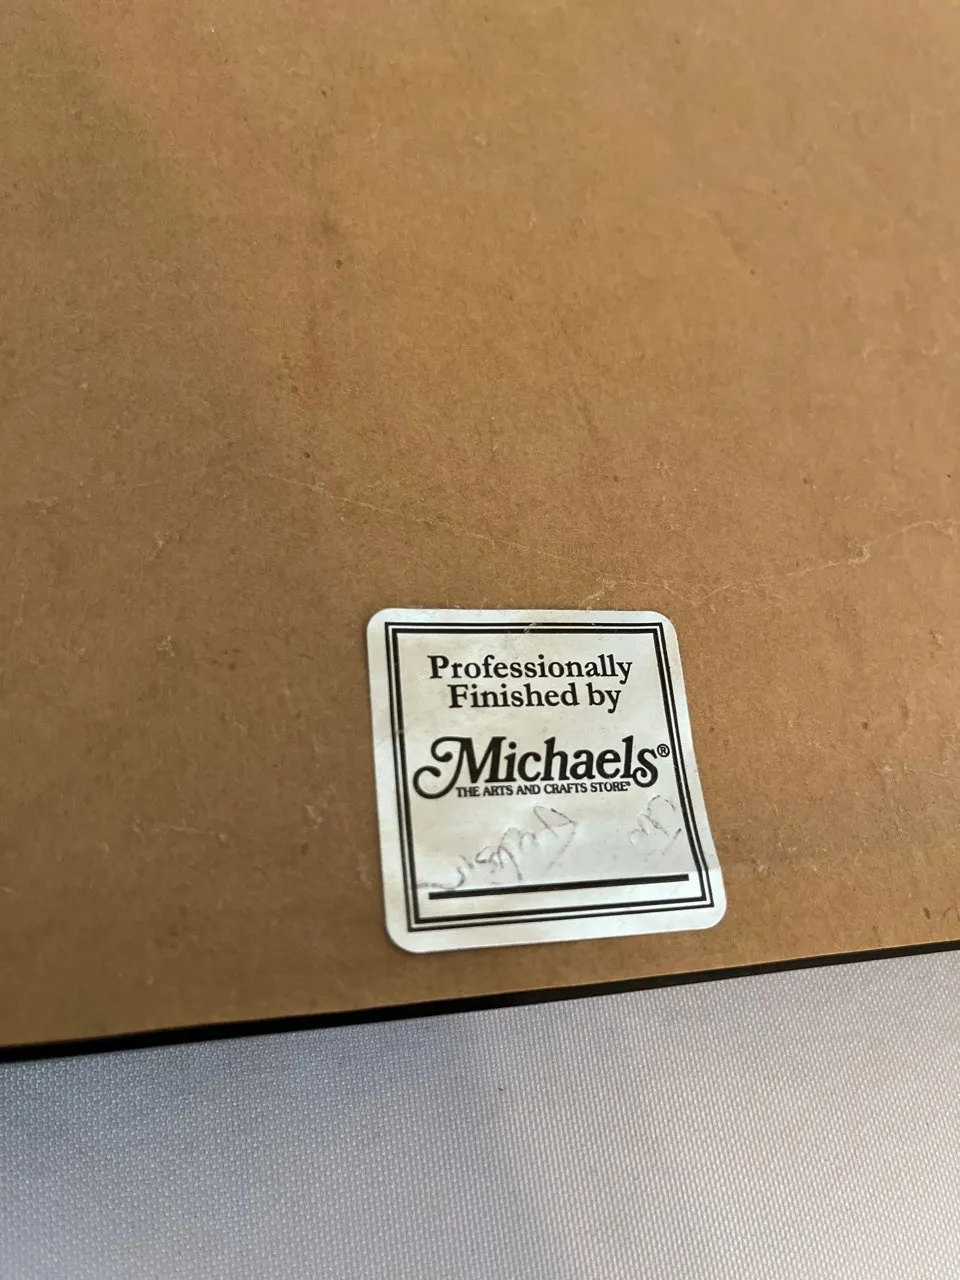 Professionally
Finished by
Michaels®
THE ARTS AND CRAFTS STORE®